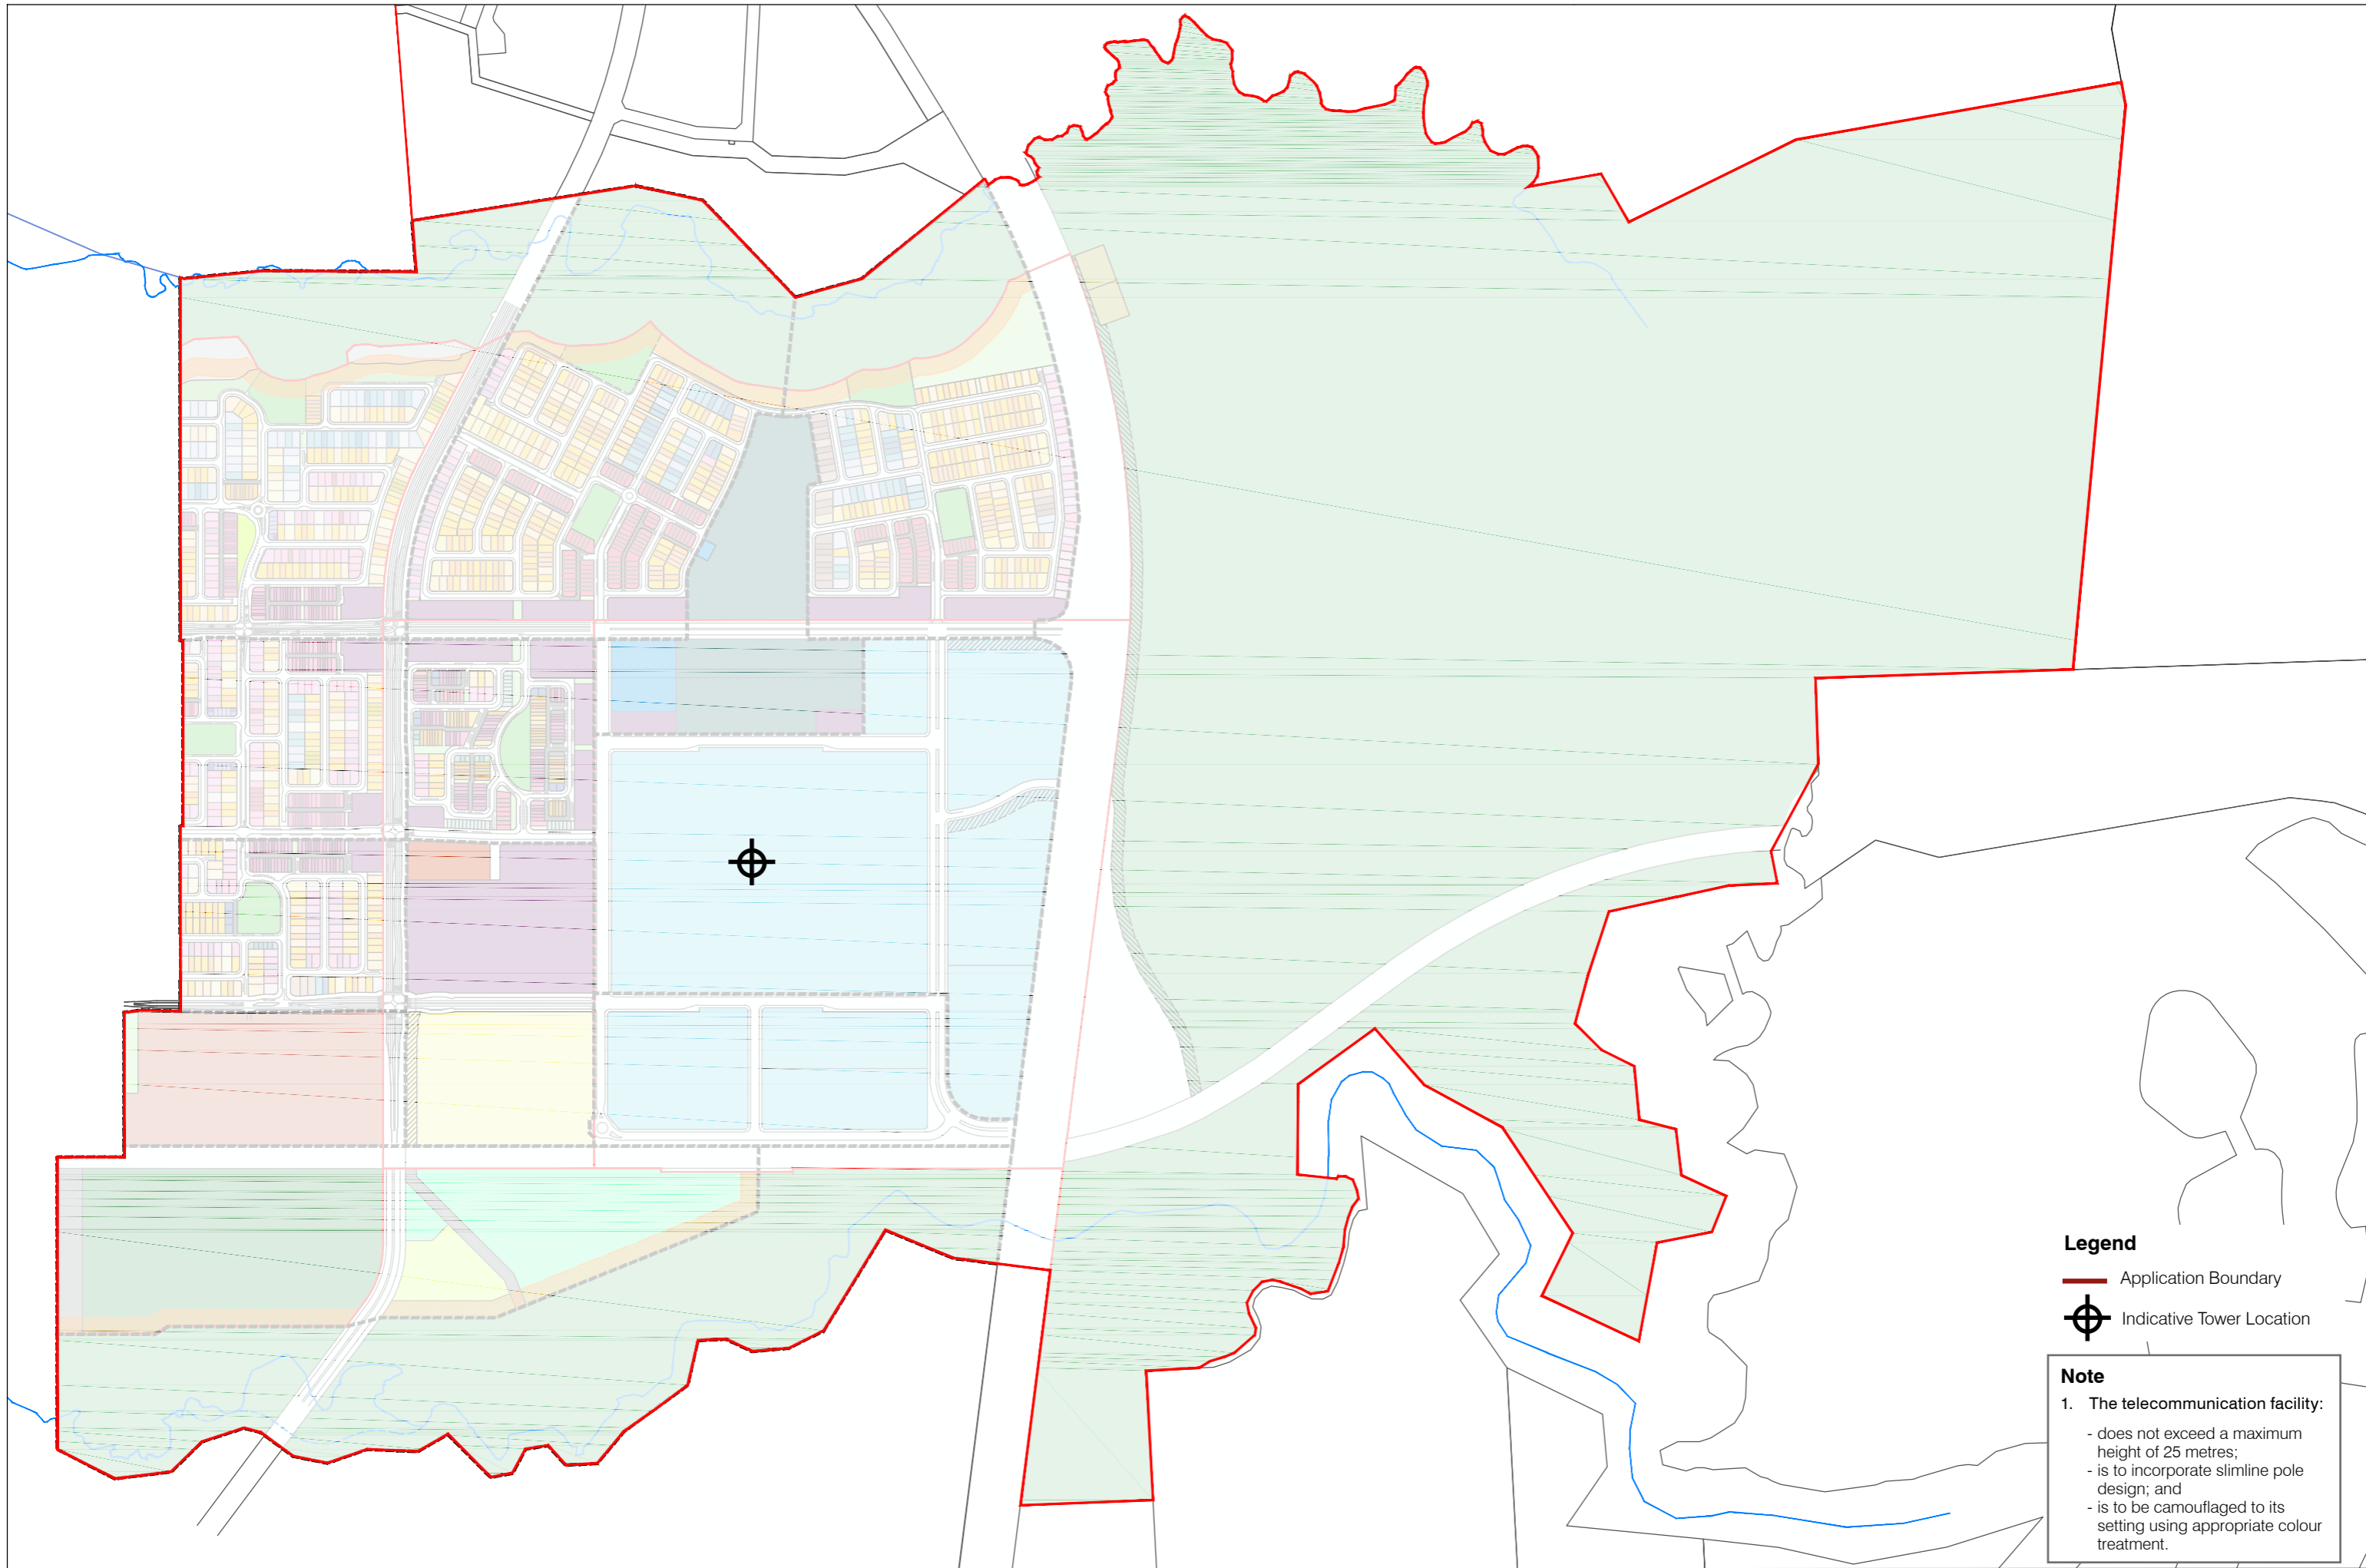 Legend
Application Boundary
Indicative Tower Location
Note
1. The telecommunication facility:
- does not exceed a maximum
height of 25 metres;
- is to incorporate slimline pole
design; and
- is to be camouflaged to its
setting using appropriate colour
treatment.